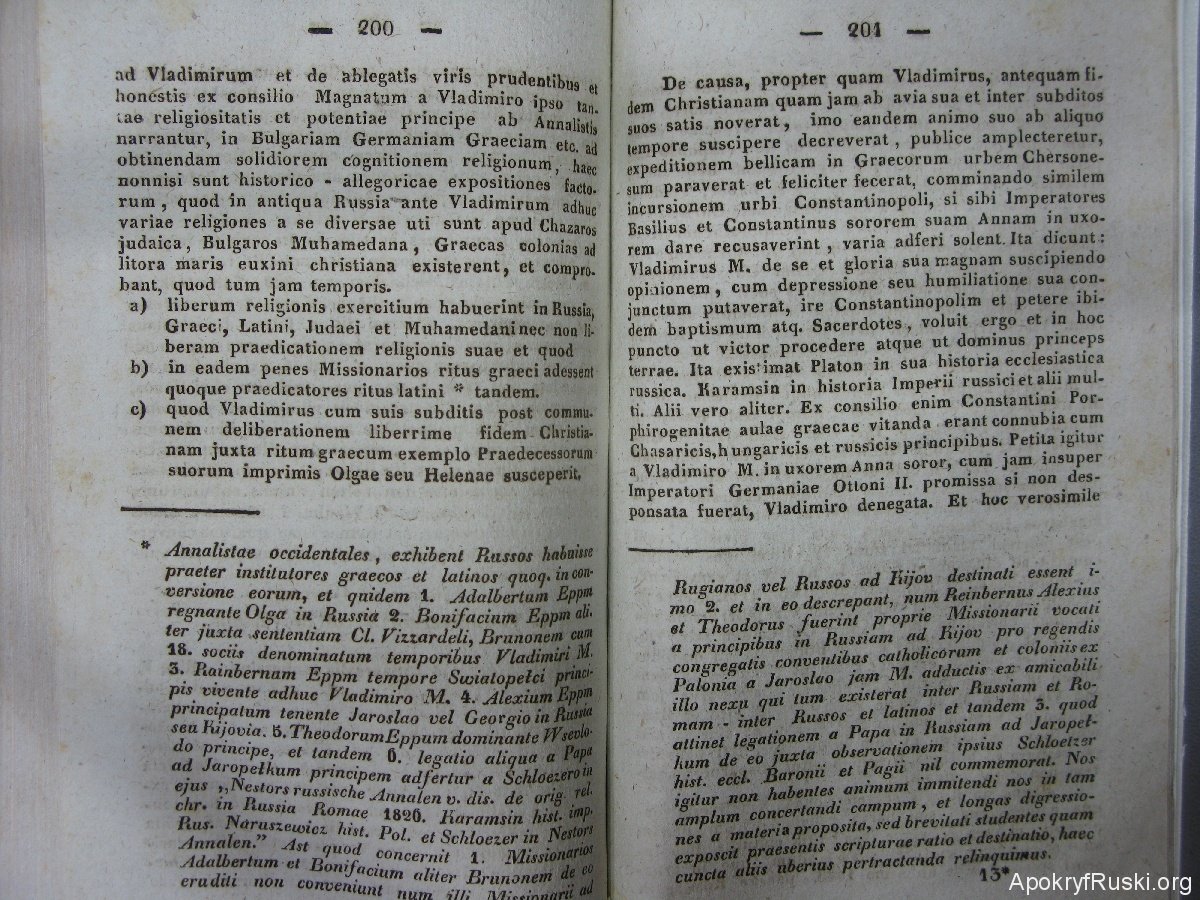 — 200 —
ad Vladimirum et de ablegatis viris prudentibus et
honestis ex consilio Magnatum a Vladimiro ipso tan-
tae religiositatis et potentiae principe ab Annalistis
narrantur, in Bulgariam Germaniam Graeciam etc. ad
obtinendam solidiorem cognitionem religionum, haec
nonnisi sunt historico - allegoricae expositiones facto-
rum, quod in antiqua Russia ante Vladimirum adhuc
variae religiones a se diversae uti sunt apud Chazaros
judaica, Bulgaros Muhamedana, Graecas colonias ad
litora maris euxini christiana existerent, et compro-
bant, quod tum jam temporis.
a) liberum religionis exercitium habuerint in Russia,
Graeci, Latini, Judaei et Muhamedani nec non li-
beram praedicationem religionis suae et quod
b) in eadem penes Missionarios ritus graeci adessent
quoque praedicatores ritus latini * tandem.
c) quod Vladimirus cum suis subditis post commu-
nem deliberationem liberrime fidem Christia-
nam juxta ritum graecum exemplo Praedecessorum
suorum imprimis Olgae seu Helenae susceperit.
* Annalistae occidentales, exhibent Russos habuisse
praeter institutores graecos et latinos quoq. in con-
versione eorum, et quidem 1. Adalbertum Eppm
regnante Olga in Russia 2. Bonifacium Eppm ali-
ter juxta sententiam Cl. Vizzardeli, Brunonem cum
18. sociis denominatum temporibus Vladimiri M.
3. Rainbernum Eppm tempore Swiatopełci princi-
pis vivente adhuc Vladimiro M. 4. Alexium Eppm
principatum tenente Jaroslao vel Georgio in Russia
seu Kijovia. 5. Theodorum Eppum dominante Wsevlo-
do principe, et tandem 6. legatio aliqua a Papa
ad Jaropełkum principem adfertur a Schloezero in
ejus „Nestors russische Annalen v. dis. de orig. rel.
chr. in Russia Romae 1826. Karamsin hist. imp.
Rus. Naruszewicz hist. Pol. et Schloezer in Nestors
Annalen." Ast quod concernit 1. Missionarios
Adalbertum et Bonifacium aliter Brunonem de eo
eruditi non conveniunt num illi Missionarii ad
— 201 —
De causa, propter quam Vladimirus, antequam fi-
dem Christianam quam jam ab avia sua et inter subditos
suos satis noverat, imo eandem animo suo ab aliquo
tempore suscipere decreverat, publice amplecteretur,
expeditionem bellicam in Graecorum urbem Chersone-
sum paraverat et feliciter fecerat, comminando similem
incursionem urbi Constantinopoli, si sibi Imperatores
Basilius et Constantinus sororem suam Annam in uxo-
rem dare recusaverint, varia adferi solent. Ita dicunt:
Vladimirus M. de se et gloria sua magnam suscipiendo
opinionem, cum depressione seu humiliatione sua con-
junctum putaverat, ire Constantinopolim et petere ibi-
dem baptismum atq. Sacerdotes, voluit ergo et in hoc
puncto ut victor procedere atque ut dominus princeps
terrae. Ita existimat Platon in sua historia ecclesiastica
russica. Karamsin in historia Imperii russici et alii mul-
ti. Alii vero aliter. Ex consilio enim Constantini Por-
phirogenitae aulae graecae vitanda erant connubia cum
Chasaricis, hungaricis et russicis principibus. Petita igitur
a Vladimiro M. in uxorem Anna soror, cum jam insuper
Imperatori Germaniae Ottoni II. promissa si non des-
ponsata fuerat, Vladimiro denegata. Et hoc verosimile
Rugianos vel Russos ad Kijov destinati essent i-
mo 2. et in eo descrepant, num Reinbernus Alexius
et Theodorus fuerint proprie Missionarii vocati
a principibus in Russiam ad Kijov pro regendis
congregatis conventibus catholicorum et coloniis ex
Palonia a Jaroslao jam M. adductis ex amicabili
illo nexu qui tum existerat inter Russiam et Ro-
mam - inter Russos et latinos et tandem 3. quod
attinet legationem a Papa in Russiam ad Jaropeł-
kum de eo juxta observationem ipsius Schloetzer
hist. eccl. Baronii et Pagii nil commemorat. Nos
igitur non habentes animum immitendi nos in tam
amplum concertandi campum, et longas digressio-
nes a materia proposita, sed brevitati studentes quam
exposcit praesentis scripturae ratio et destinatio, haec
cuncta aliis uberius pertractanda relinquimus.
13*
ApokryfRuski.org